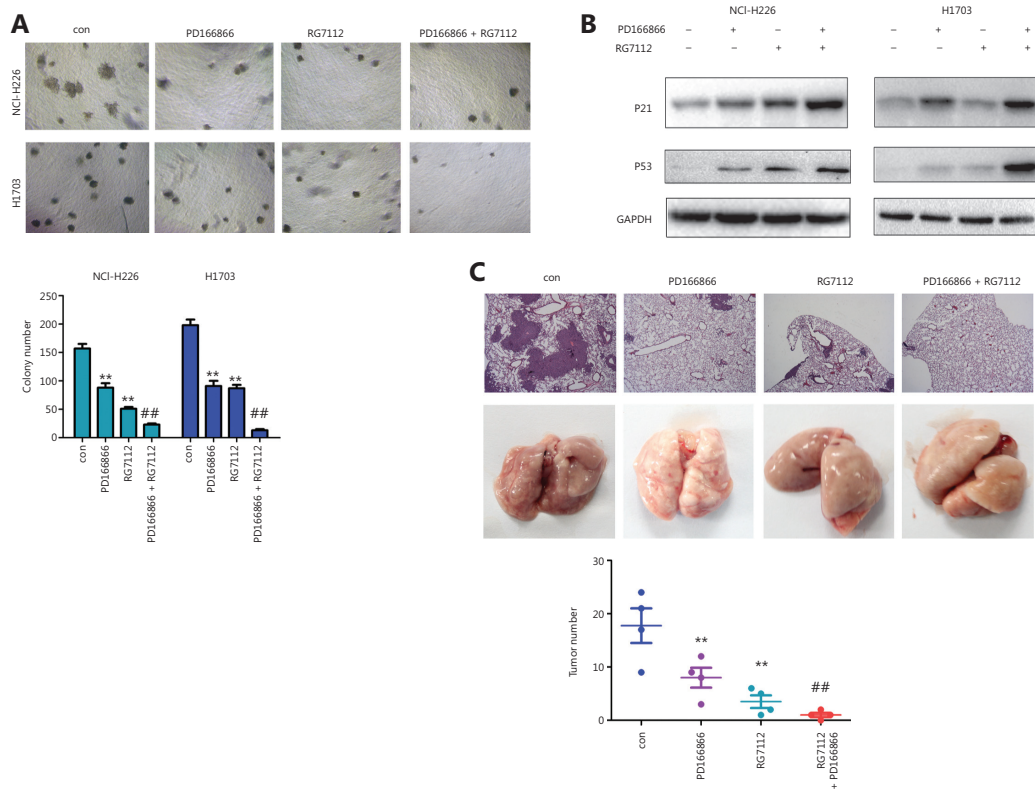 A
con
PD166866
RG7112
PD166866 + RG7112
NCI-H226
H1703
NCI-H226
H1703
Colony number
250
200
150
100
50
0
**
**
##
**
**
##
con
PD166866
RG7112
PD166866 + RG7112
con
PD166866
RG7112
PD166866 + RG7112
B
NCI-H226
H1703
PD166866 – + – + – + – +
RG7112 – – + + – – + +
P21
P53
GAPDH
C
con
PD166866
RG7112
PD166866 + RG7112
Tumor number
30
20
10
0
**
**
##
con
PD166866
RG7112
RG7112
+ PD166866